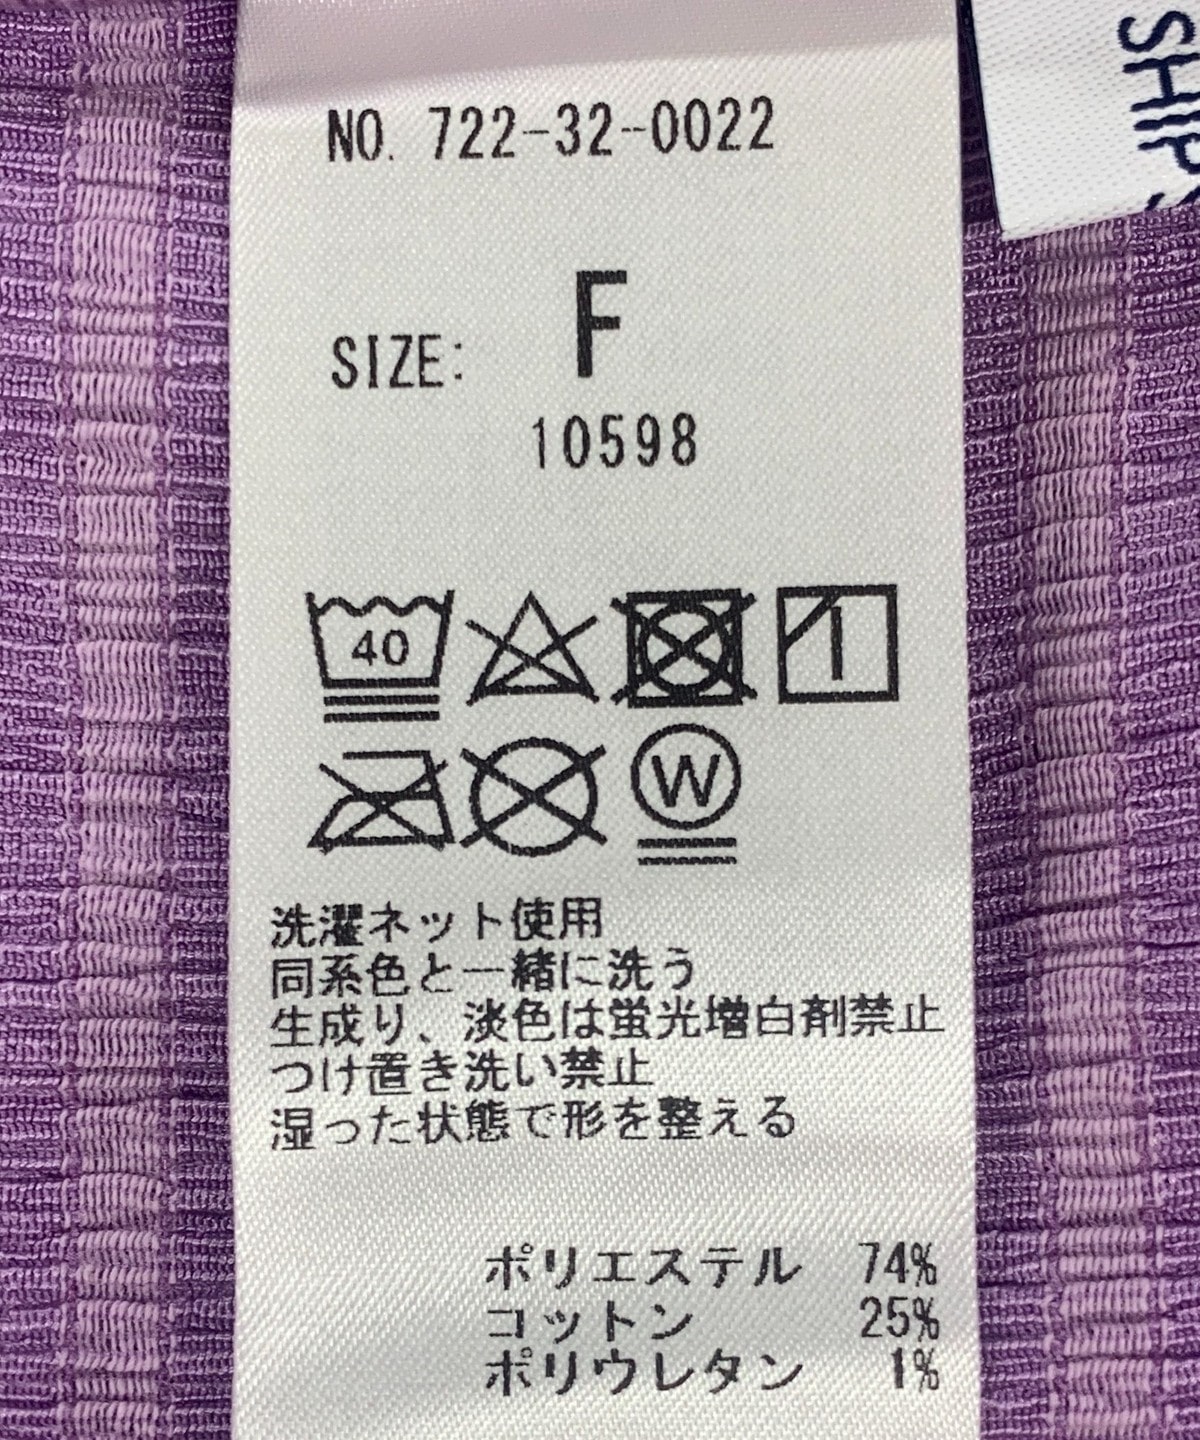 SHIPS
NO. 722-32-0022
SIZE: F
10598
40
W
洗濯ネット使用
同系色と一緒に洗う
生成り、淡色は蛍光増白剤禁止
つけ置き洗い禁止
湿った状態で形を整える
ポリエステル 74%
コットン 25%
ポリウレタン 1%